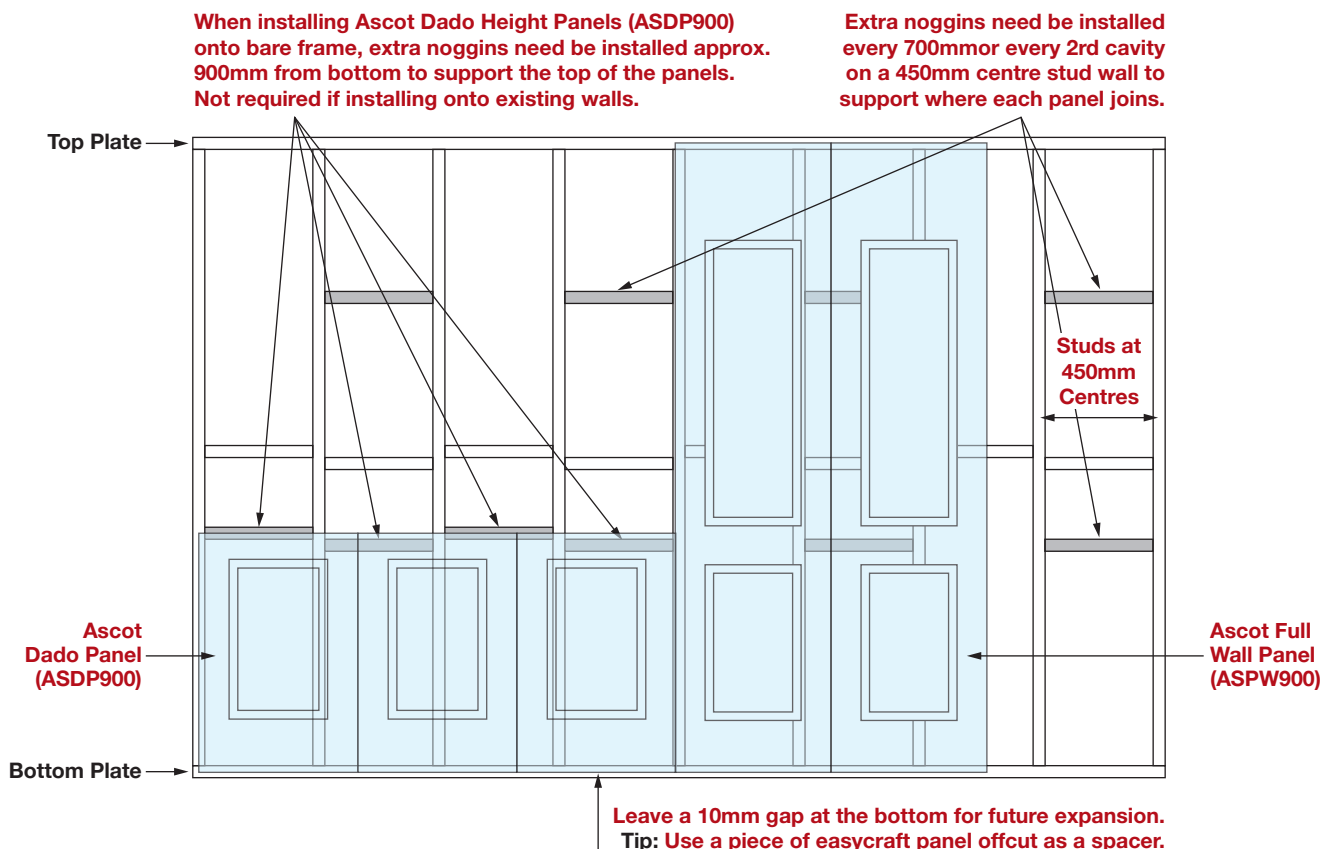 When installing Ascot Dado Height Panels (ASDP900)
onto bare frame, extra noggins need be installed approx.
900mm from bottom to support the top of the panels.
Not required if installing onto existing walls.
Extra noggins need be installed
every 700mmor every 2rd cavity
on a 450mm centre stud wall to
support where each panel joins.
Top Plate
Studs at
450mm
Centres
Ascot
Dado Panel
(ASDP900)
Ascot Full
Wall Panel
(ASPW900)
Bottom Plate
Leave a 10mm gap at the bottom for future expansion.
Tip: Use a piece of easycraft panel offcut as a spacer.